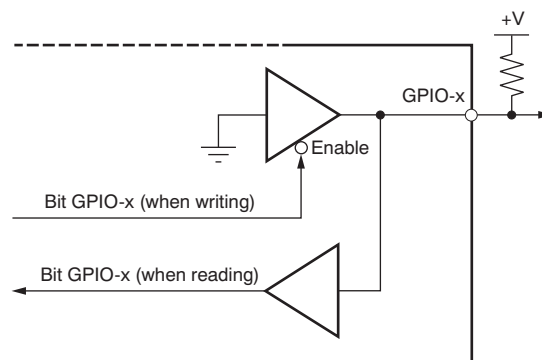 +V
GPIO-x
Enable
Bit GPIO-x (when writing)
Bit GPIO-x (when reading)